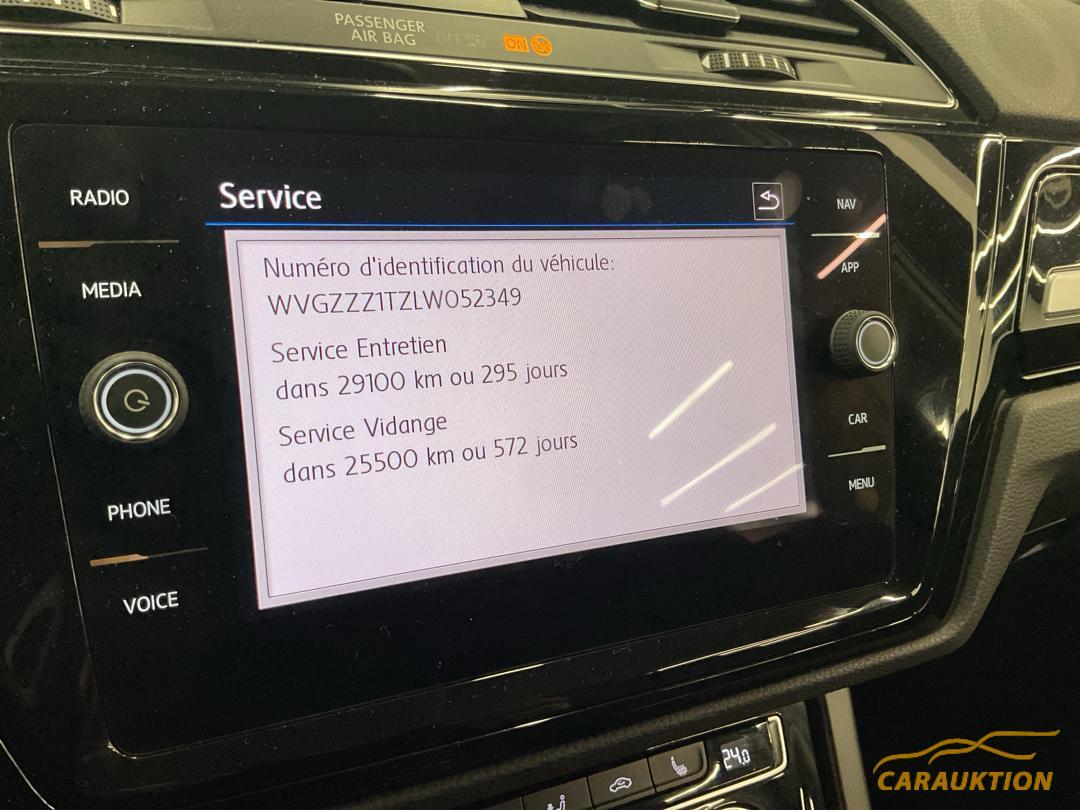 PASSENGER
AIR BAG OFF ON
RADIO
MEDIA
PHONE
VOICE
Service
Numéro d'identification du véhicule:
WVGZZZ1TZLW052349
Service Entretien
dans 29100 km ou 295 jours
Service Vidange
dans 25500 km ou 572 jours
NAV
APP
CAR
MENU
24.0
CARAUKTION